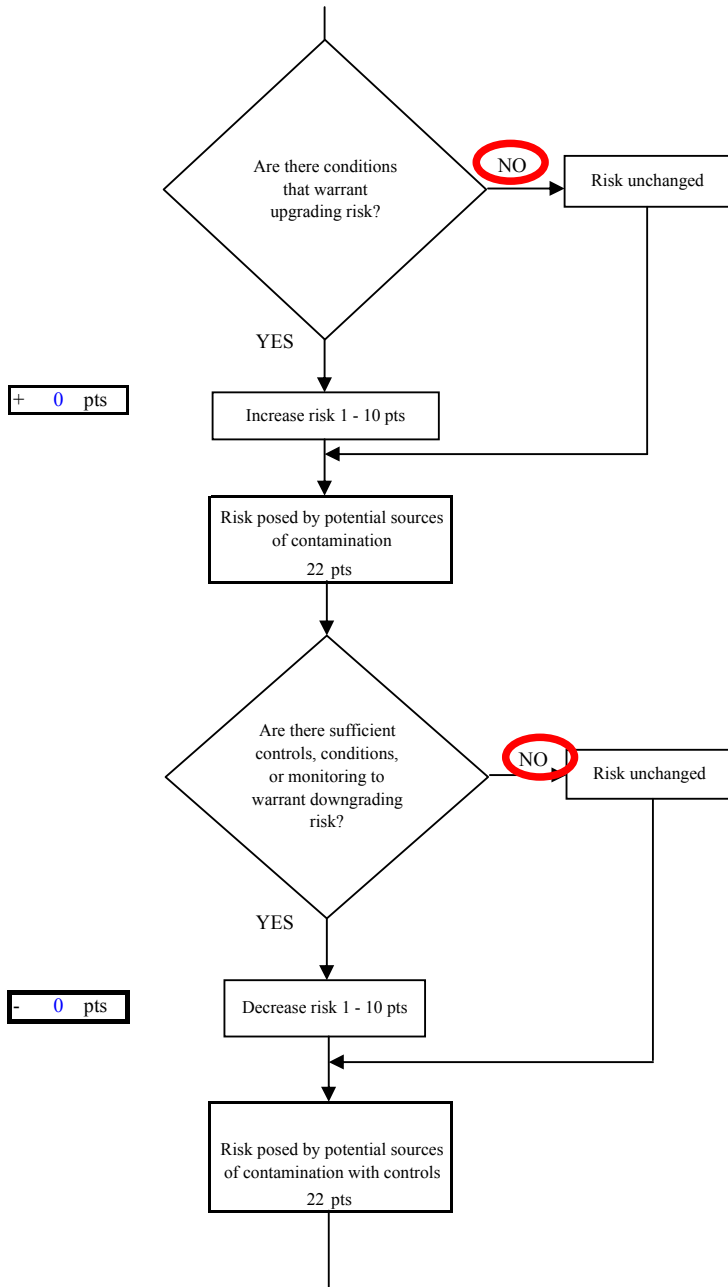 Are there conditions
that warrant
upgrading risk?
NO
Risk unchanged
YES
+ 0 pts
Increase risk 1 - 10 pts
Risk posed by potential sources
of contamination
22 pts
Are there sufficient
controls, conditions,
or monitoring to
warrant downgrading
risk?
NO
Risk unchanged
YES
- 0 pts
Decrease risk 1 - 10 pts
Risk posed by potential sources
of contamination with controls
22 pts